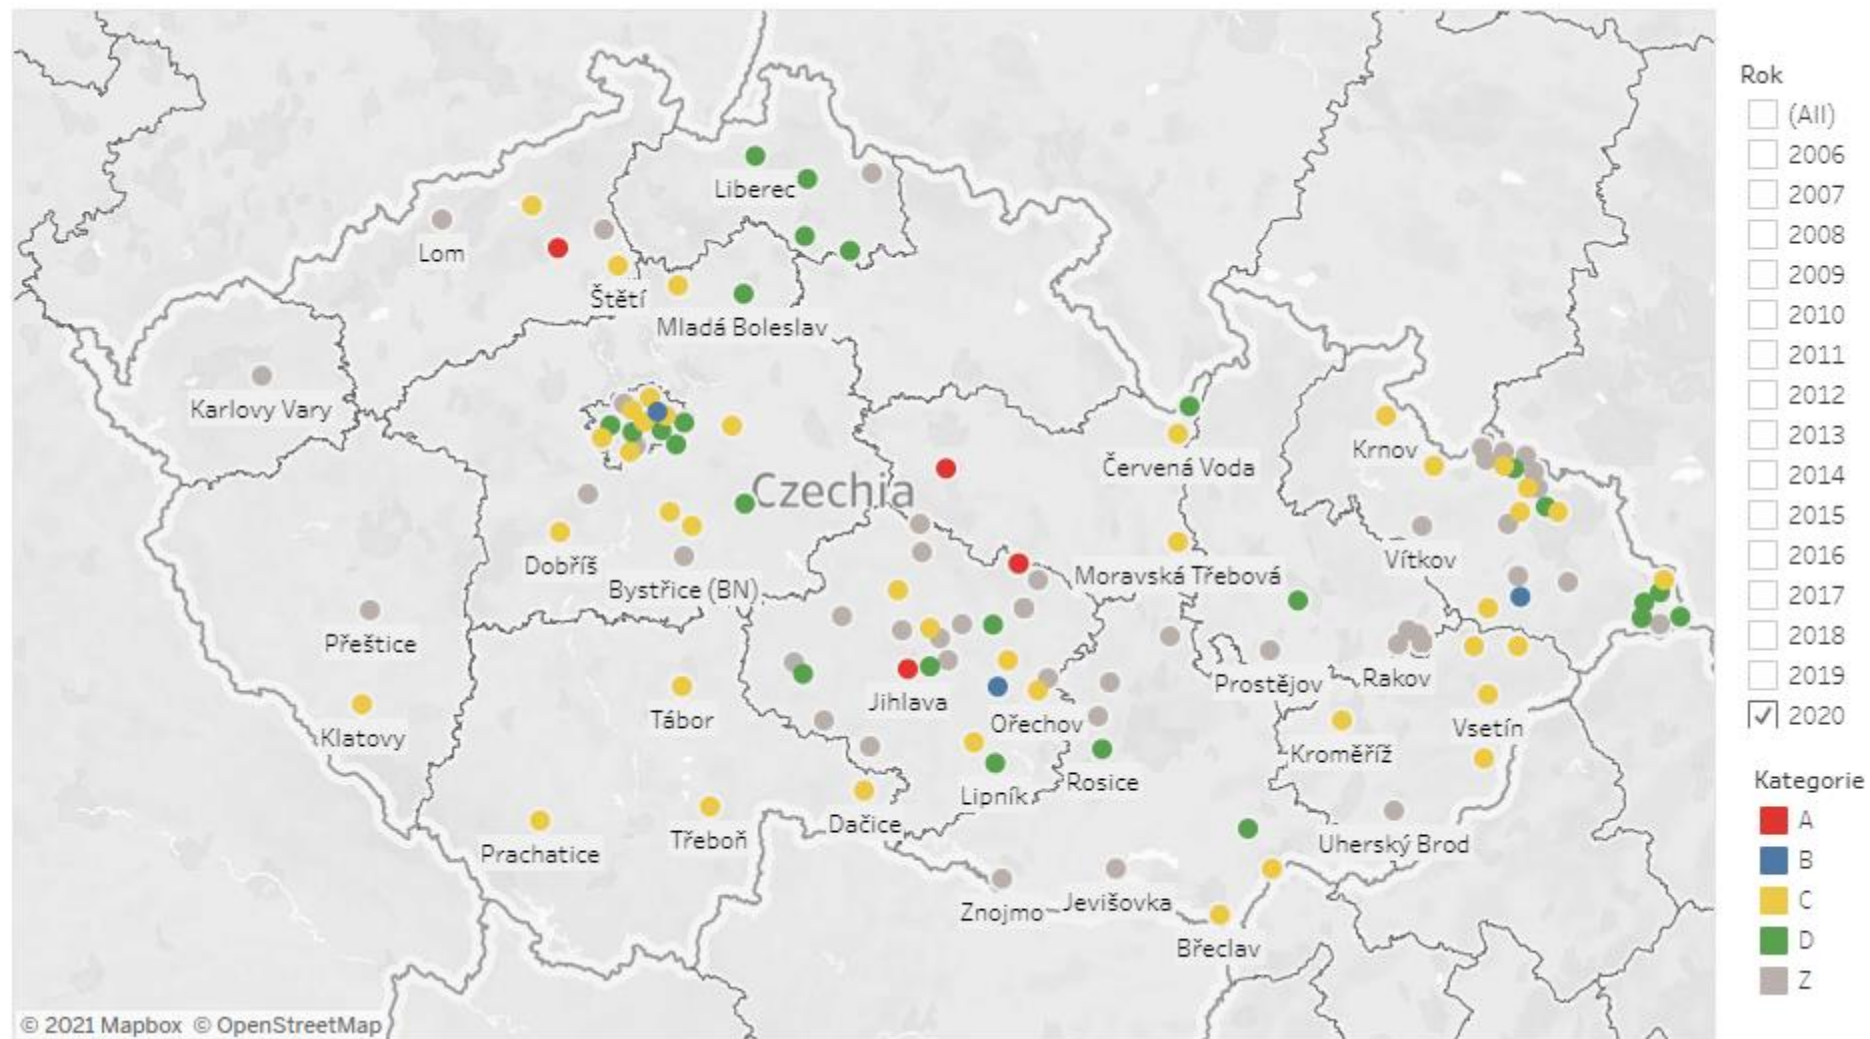 Liberec
Lom
Štětí
Mladá Boleslav
Karlovy Vary
Krnov
Červená Voda
Czechia
Dobříš
Vítkov
Bystřice (BN)
Moravská Třebová
Přeštice
Prostějov
Rakov
Jihlava
Tábor
Ořechov
Vsetín
Klatovy
Kroměříž
Rosice
Lipník
Dačice
Třeboň
Uherský Brod
Prachatice
Jevišovka
Znojmo
Břeclav
© 2021 Mapbox © OpenStreetMap
Rok
(All)
2006
2007
2008
2009
2010
2011
2012
2013
2014
2015
2016
2017
2018
2019
2020
Kategorie
A
B
C
D
Z